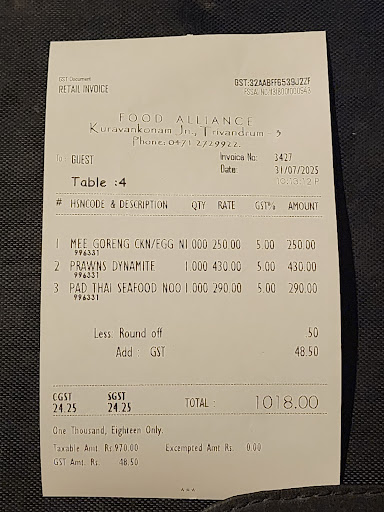 GST Document
GST:32AABFF6539J2ZF
RETAIL INVOICE
FOOD ALLIANCE
Kuravankonam Jn., Trivandrum - 3
Phone: 0471 2729922.
To: GUEST Invoice No: 3427
Date: 31/07/2025
Table :4
# HSNCODE & DESCRIPTION QTY RATE GST% AMOUNT
1 MEE GORENG CKN/EGG N 1.000 250.00 5.00 250.00
996331
2 PRAWNS DYNAMITE 1.000 430.00 5.00 430.00
996331
3 PAD THAI SEAFOOD NOO 1.000 290.00 5.00 290.00
996331
Less: Round off .50
Add : GST 48.50
CGST SGST
24.25 24.25 TOTAL : 1018.00
One Thousand, Eighteen Only.
Taxable Amt. Rs.970.00 Excempted Amt Rs. 0.00
GST Amt. Rs. 48.50
***